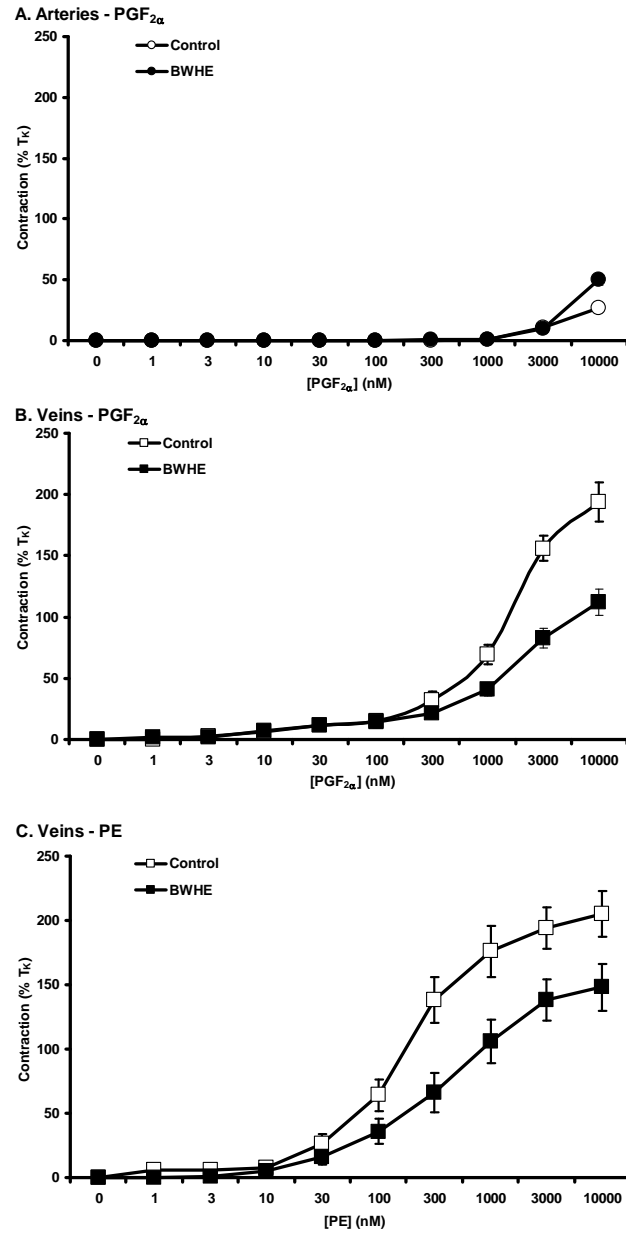 A. Arteries - PGF2α
250
Control
BWHE
200
150
100
50
0
Contraction (% TK)
0 1 3 10 30 100 300 1000 3000 10000
[PGF2α] (nM)
B. Veins - PGF2α
250
Control
BWHE
200
150
100
50
0
Contraction (% TK)
0 1 3 10 30 100 300 1000 3000 10000
[PGF2α] (nM)
C. Veins - PE
250
Control
BWHE
200
150
100
50
0
Contraction (% TK)
0 1 3 10 30 100 300 1000 3000 10000
[PE] (nM)